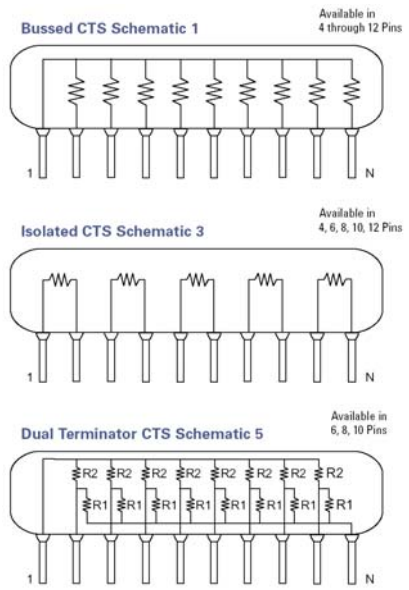 Bussed CTS Schematic 1
Available in
4 through 12 Pins
1
N
Isolated CTS Schematic 3
Available in
4, 6, 8, 10, 12 Pins
1
N
Dual Terminator CTS Schematic 5
Available in
6, 8, 10 Pins
R2 R2 R2 R2 R2 R2 R2 R2
R1 R1 R1 R1 R1 R1 R1 R1
1
N